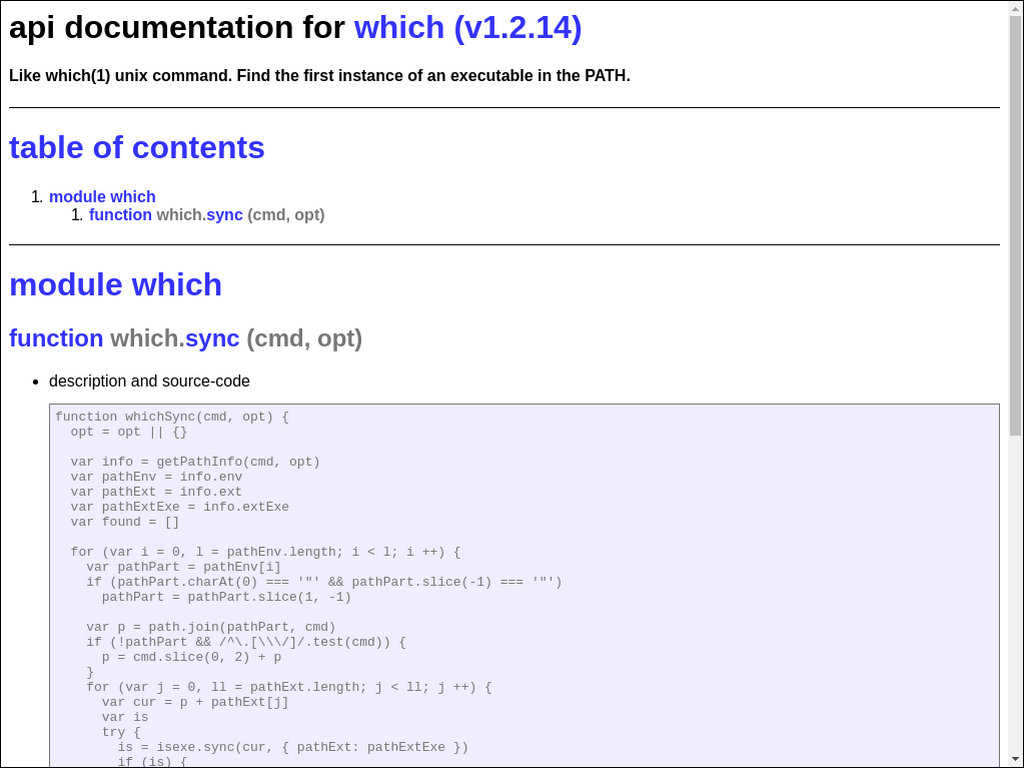 api documentation for which (v1.2.14)
Like which(1) unix command. Find the first instance of an executable in the PATH.
table of contents
1. module which
1. function which.sync (cmd, opt)
module which
function which.sync (cmd, opt)
• description and source-code
function whichSync(cmd, opt) {
  opt = opt || {}

  var info = getPathInfo(cmd, opt)
  var pathEnv = info.env
  var pathExt = info.ext
  var pathExtExe = info.extExe
  var found = []

  for (var i = 0, l = pathEnv.length; i < l; i ++) {
    var pathPart = pathEnv[i]
    if (pathPart.charAt(0) === '"' && pathPart.slice(-1) === '"')
      pathPart = pathPart.slice(1, -1)

    var p = path.join(pathPart, cmd)
    if (!pathPart && /^\.[\\\/]/.test(cmd)) {
      p = cmd.slice(0, 2) + p
    }
    for (var j = 0, ll = pathExt.length; j < ll; j ++) {
      var cur = p + pathExt[j]
      var is
      try {
        is = isexe.sync(cur, { pathExt: pathExtExe })
        if (is) {